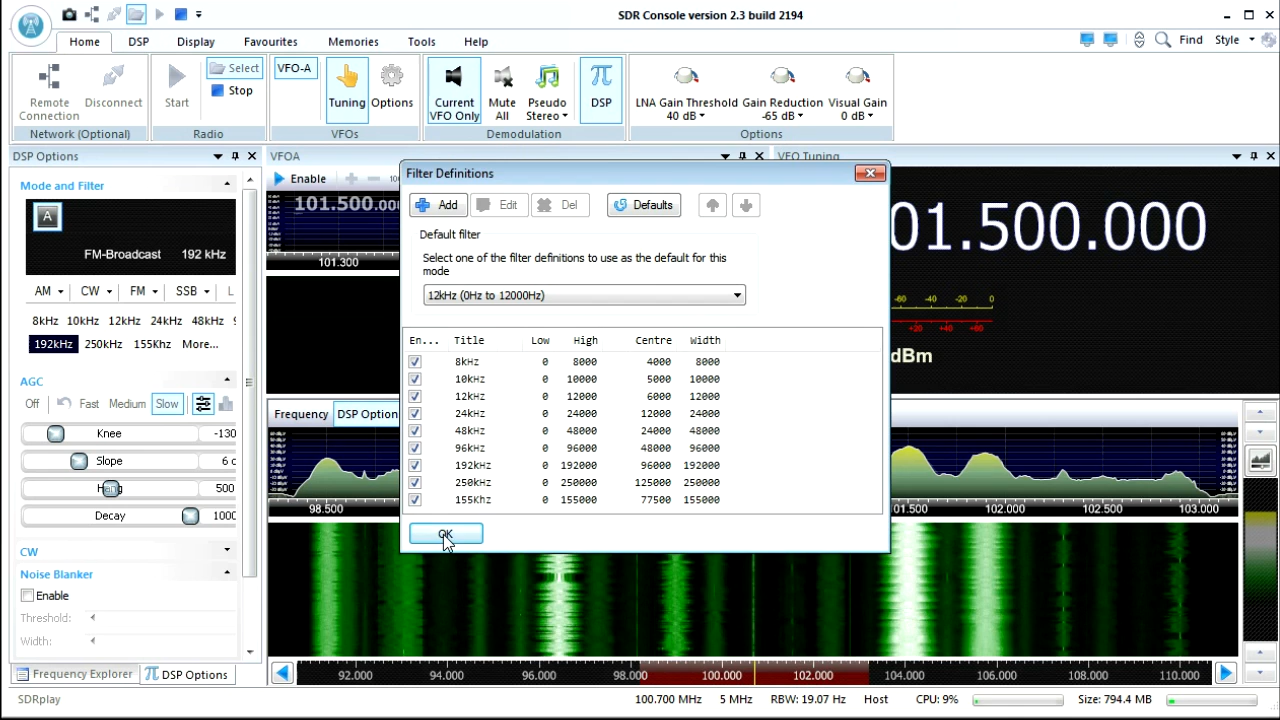 SDR Console version 2.3 build 2194
Home DSP Display Favourites Memories Tools Help
Find Style
Remote Connection
Disconnect
Network (Optional)
Start
Select
Stop
Radio
VFO-A
Tuning
Options
VFOs
Current VFO Only
Mute All
Pseudo Stereo
Demodulation
DSP
LNA Gain Threshold
40 dB
Gain Reduction
-65 dB
Visual Gain
0 dB
Options
DSP Options
Mode and Filter
A
FM-Broadcast 192 kHz
AM CW FM SSB L
8kHz 10kHz 12kHz 24kHz 48kHz
192kHz 250kHz 155Khz More...
AGC
Off Fast Medium Slow
Knee -130
Slope 6
Hang 500
Decay 1000
CW
Noise Blanker
Enable
Threshold:
Width:
Frequency Explorer DSP Options
VFOA
Enable
101.500.00
101.300
VFO Tuning
01.500.000
-60 -40 -20 0
+20 +40 +60
dBm
Filter Definitions
Add Edit Del Defaults
Default filter
Select one of the filter definitions to use as the default for this
mode
12kHz (0Hz to 12000Hz)
En... Title Low High Centre Width
8kHz 0 8000 4000 8000
10kHz 0 10000 5000 10000
12kHz 0 12000 6000 12000
24kHz 0 24000 12000 24000
48kHz 0 48000 24000 48000
96kHz 0 96000 48000 96000
192kHz 0 192000 96000 192000
250kHz 0 250000 125000 250000
155Khz 0 155000 77500 155000
OK
Frequency DSP Option
98.500 01.500 102.000 102.500 103.000
92.000 94.000 96.000 98.000 100.000 102.000 104.000 106.000 108.000 110.000
SDRplay 100.700 MHz 5 MHz RBW: 19.07 Hz Host CPU: 9% Size: 794.4 MB